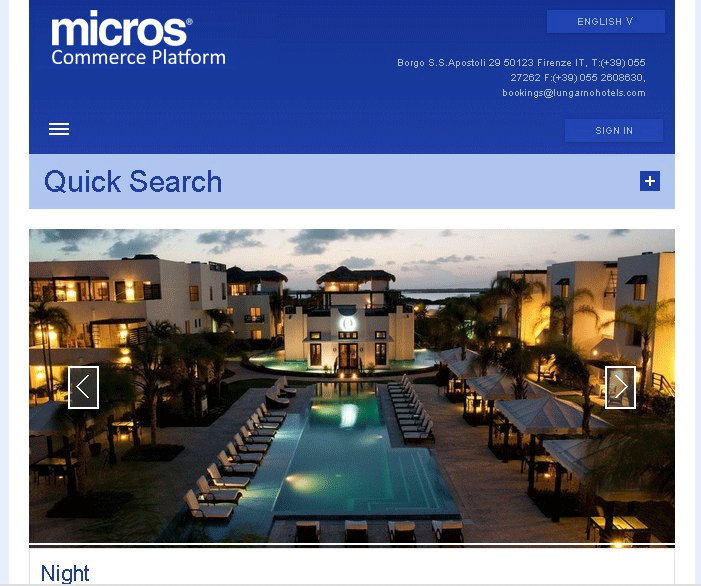 micros®
Commerce Platform
ENGLISH V
Borgo S.S.Apostoli 29 50123 Firenze IT, T:(+39) 055
27262 F:(+39) 055 2608630,
bookings@lungarnohotels.com
SIGN IN
Quick Search
+
Night